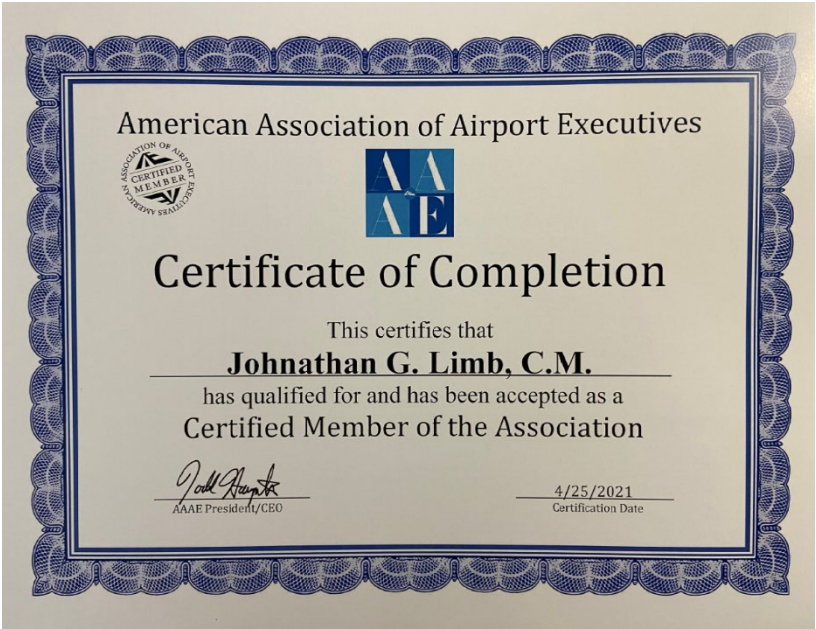 American Association of Airport Executives
AMERICAN ASSOCIATION OF AIRPORT EXECUTIVES
CERTIFIED
MEMBER
AA
AE
Certificate of Completion
This certifies that
Johnathan G. Limb, C.M.
has qualified for and has been accepted as a
Certified Member of the Association
4/25/2021
AAAE President/CEO
Certification Date